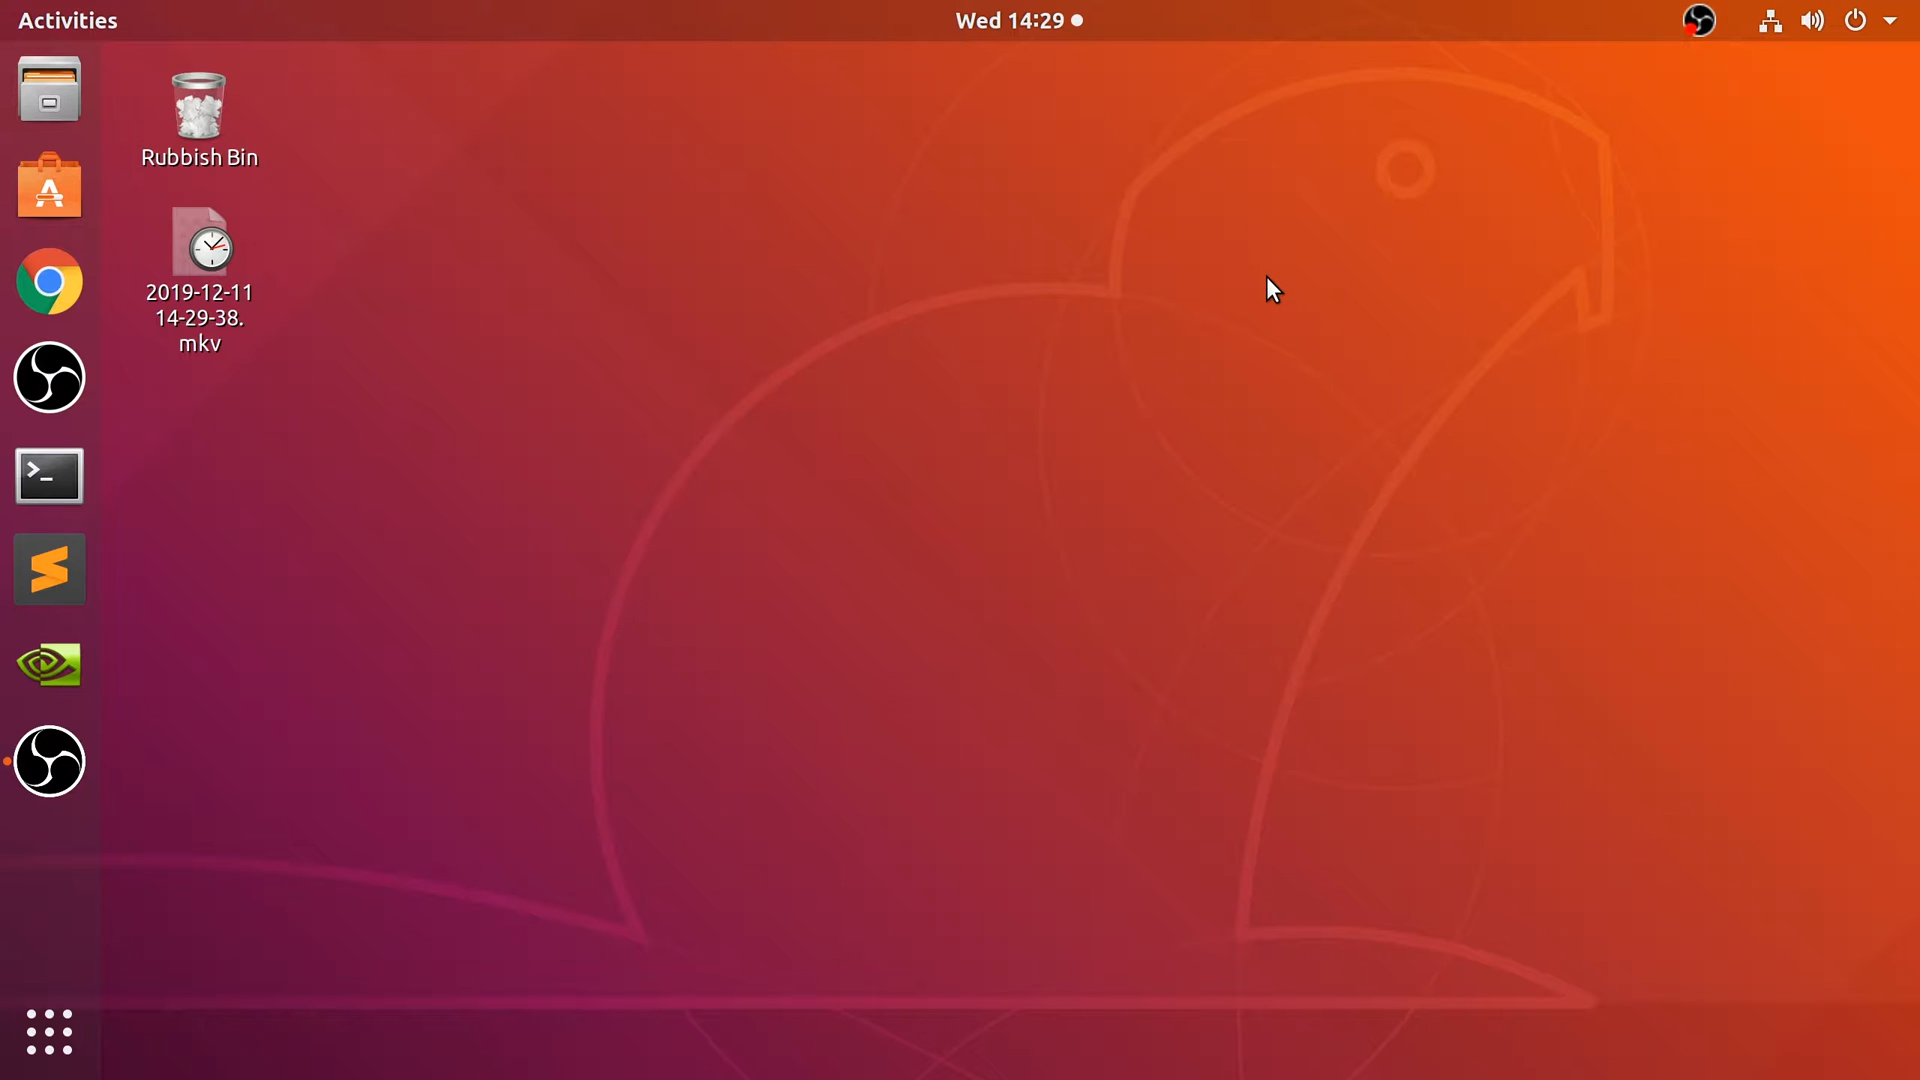 Activities
Wed 14:29
Rubbish Bin
2019-12-11
14-29-38.
mkv